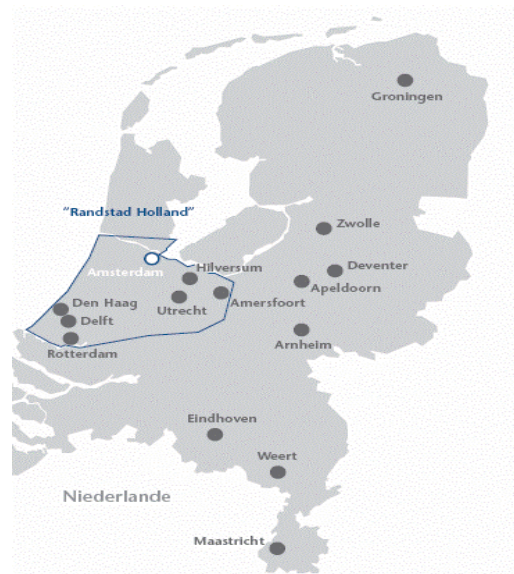 Groningen
"Randstad Holland"
Zwolle
Amsterdam
Hilversum
Deventer
Apeldoorn
Den Haag
Utrecht
Amersfoort
Delft
Rotterdam
Arnheim
Eindhoven
Weert
Niederlande
Maastricht